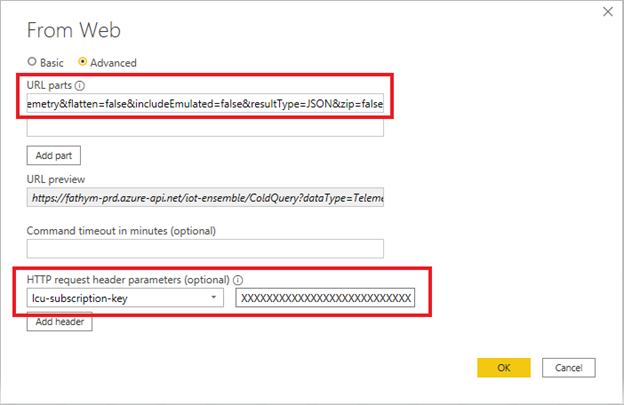 From Web
Basic Advanced
URL parts
emetry&flatten=false&includeEmulated=false&resultType=JSON&zip=false
Add part
URL preview
https://fathym-prd.azure-api.net/iot-ensemble/ColdQuery?dataType=Teleme
Command timeout in minutes (optional)
HTTP request header parameters (optional)
lcu-subscription-key XXXXXXXXXXXXXXXXXXXXXXXXXXX
Add header
OK Cancel